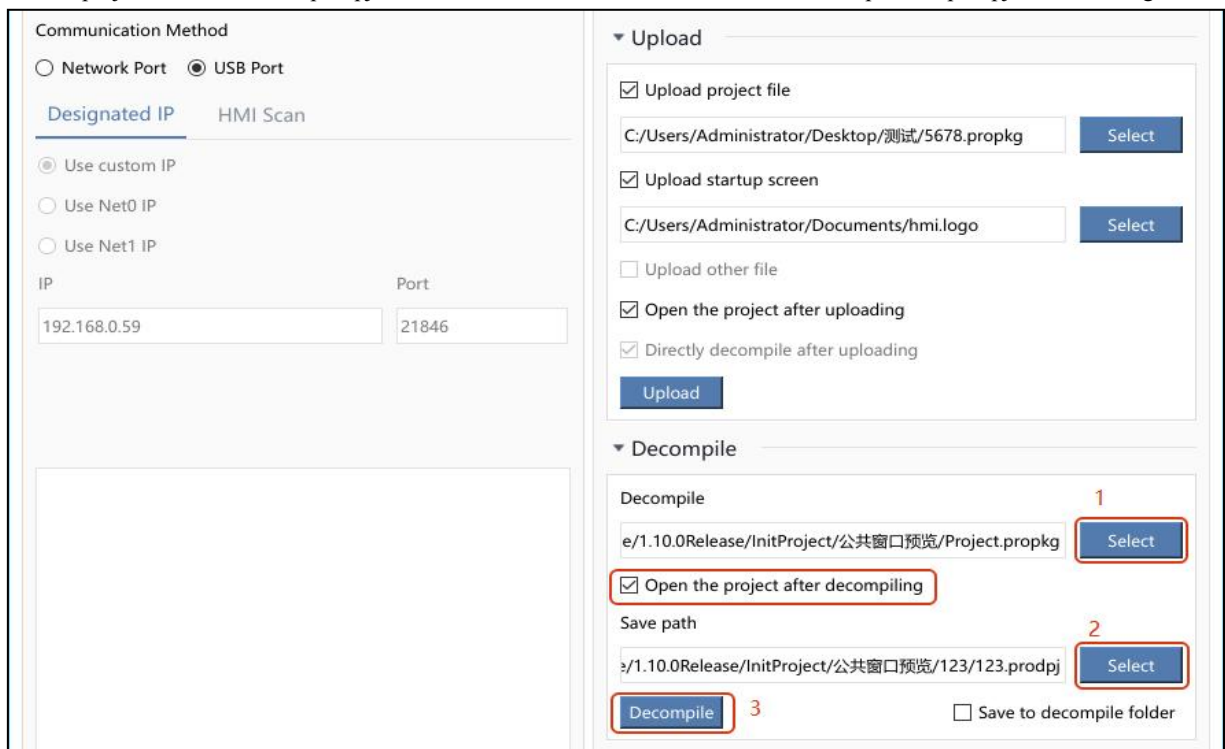 Communication Method
Network Port USB Port
Designated IP HMI Scan
Use custom IP
Use Net0 IP
Use Net1 IP
IP Port
192.168.0.59 21846
Upload
Upload project file
C:/Users/Administrator/Desktop/测试/5678.propkg Select
Upload startup screen
C:/Users/Administrator/Documents/hmi.logo Select
Upload other file
Open the project after uploading
Directly decompile after uploading
Upload
Decompile
Decompile 1
e/1.10.0Release/InitProject/公共窗口预览/Project.propkg Select
Open the project after decompiling
Save path 2
e/1.10.0Release/InitProject/公共窗口预览/123/123.prodpj Select
Decompile 3 Save to decompile folder